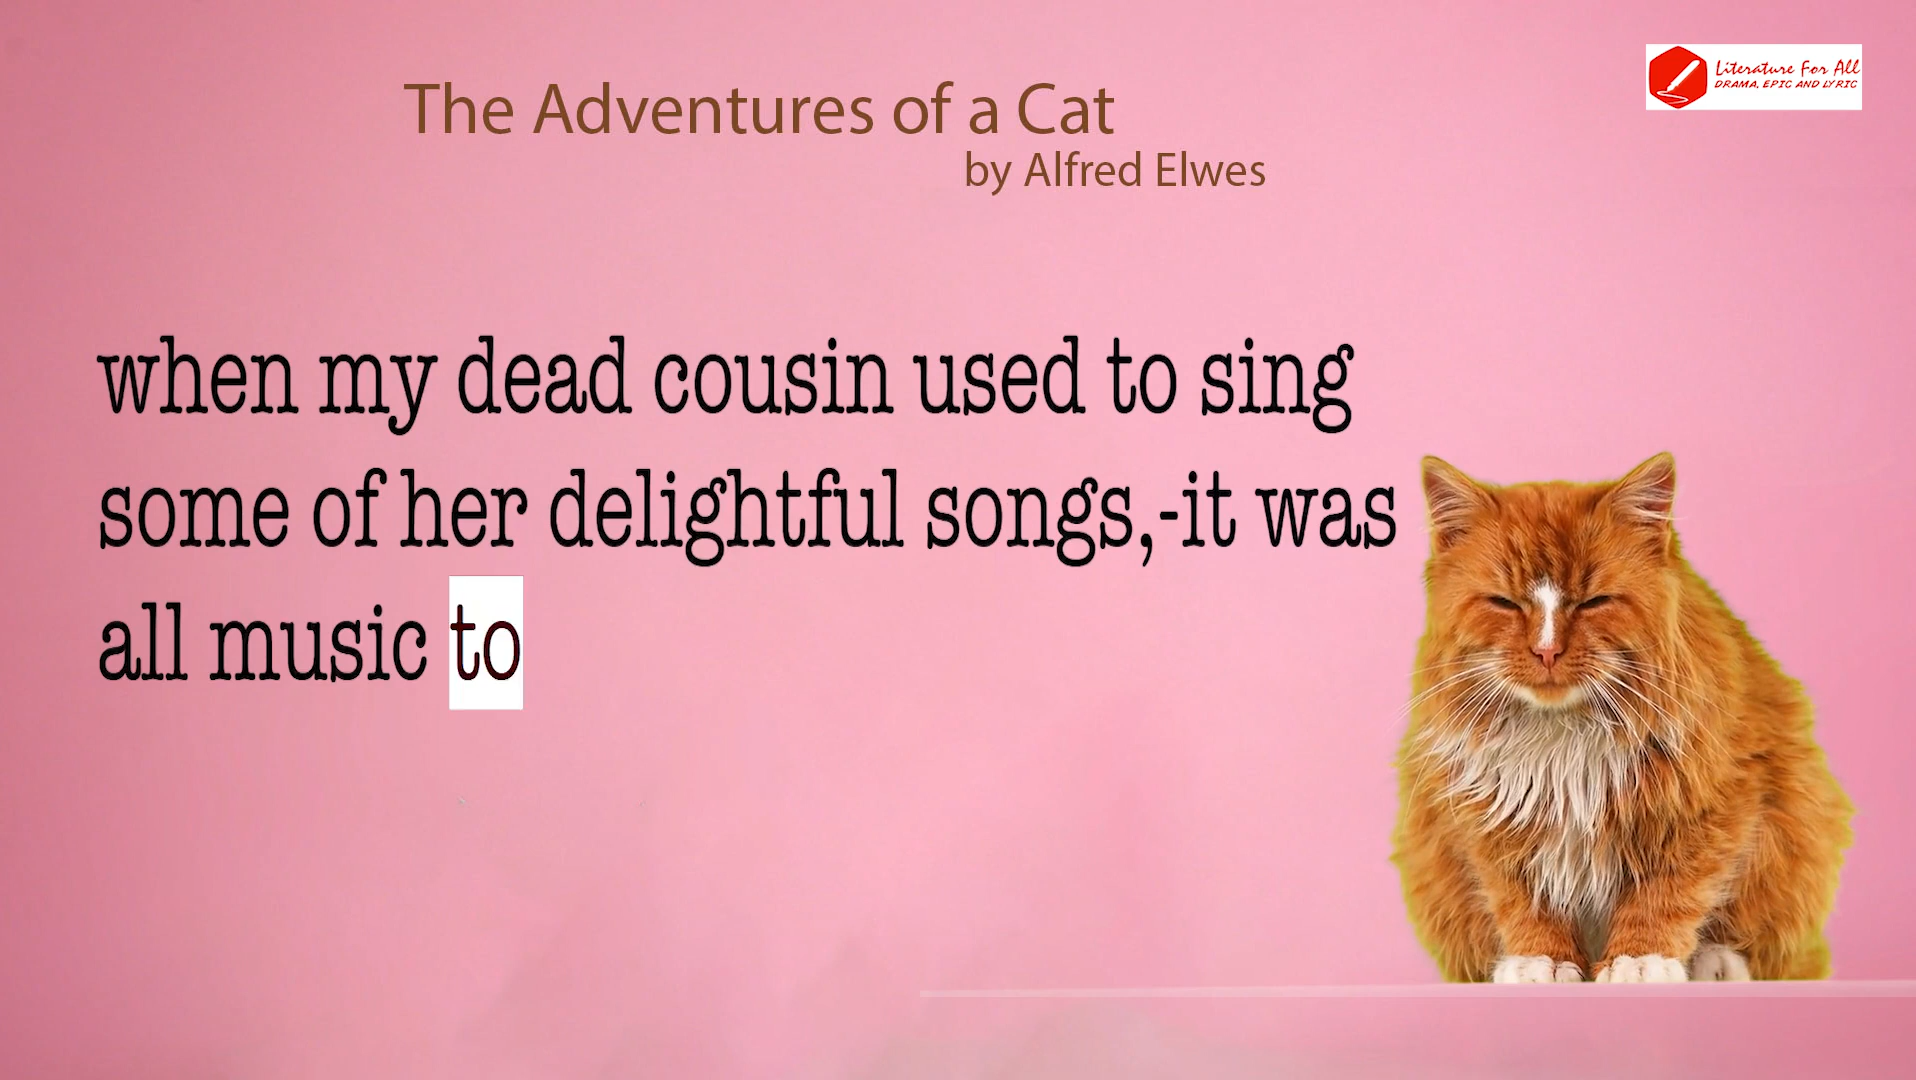 The Adventures of a Cat
by Alfred Elwes
Literature For All
DRAMA, EPIC AND LYRIC
when my dead cousin used to sing
some of her delightful songs,-it was
all music to